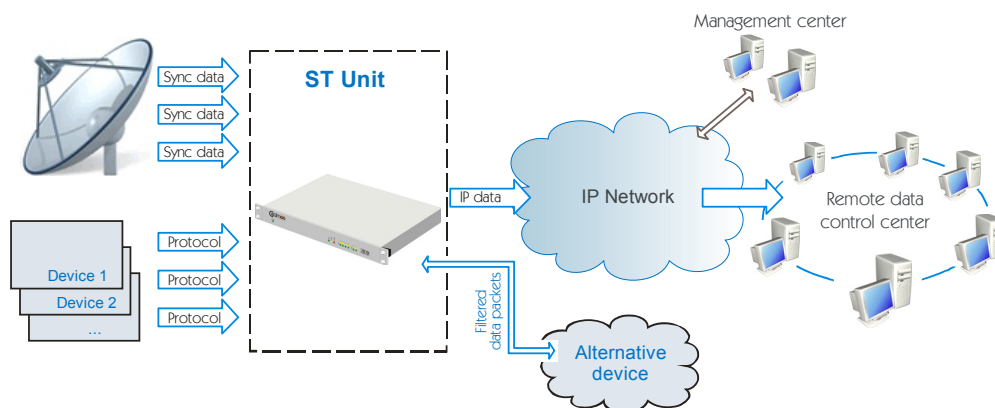 Management center
Sync data
ST Unit
Sync data
Sync data
IP data
IP Network
Remote data
control center
Protocol
Device 1
Protocol
Device 2
Protocol
...
Filtered
data packets
Alternative
device